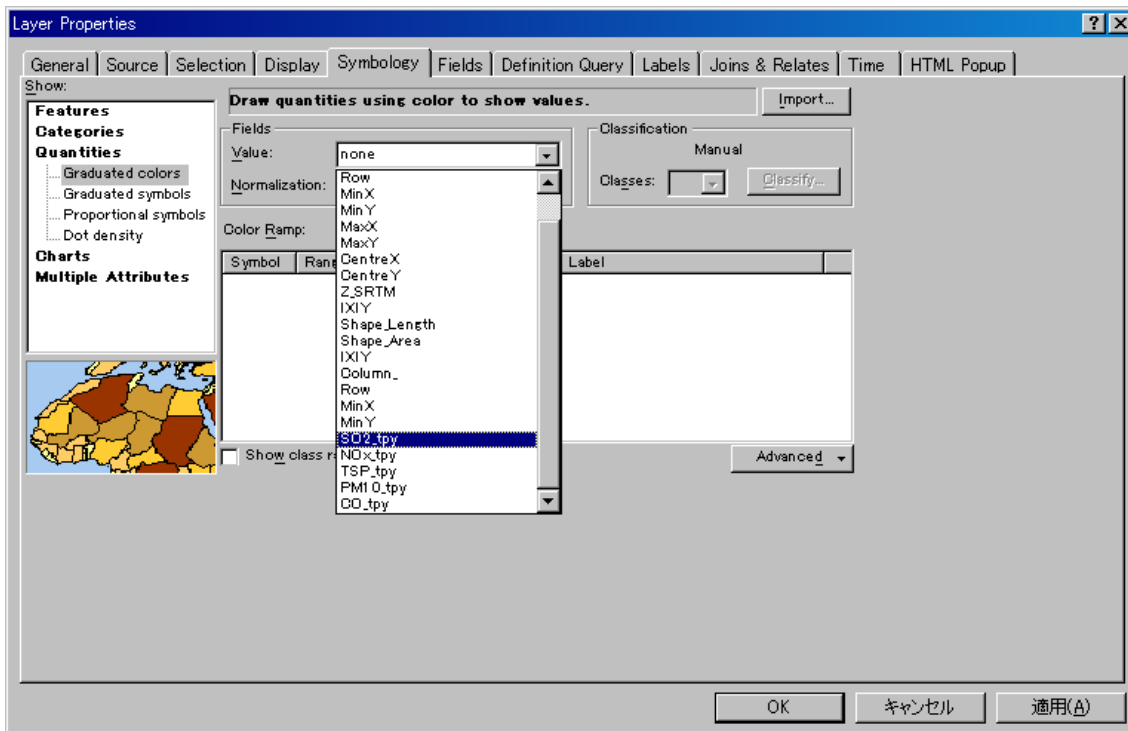 Layer Properties
General Source Selection Display Symbology Fields Definition Query Labels Joins & Relates Time HTML Popup
Show:
Features
Categories
Quantities
Graduated colors
Graduated symbols
Proportional symbols
Dot density
Charts
Multiple Attributes
Draw quantities using color to show values.
Import...
Fields
Value:
none
Normalization:
Classification
Manual
Classes:
Classify...
Color Ramp:
Symbol
Label
Row
MinX
MinY
MaxX
MaxY
CentreX
CentreY
Z_SRTM
IXIY
Shape_Length
Shape_Area
IXIY
Column_
Row
MinX
MinY
SO2_tpy
NOx_tpy
TSP_tpy
PM10_tpy
CO_tpy
Show class
Advanced
OK
キャンセル
適用(A)